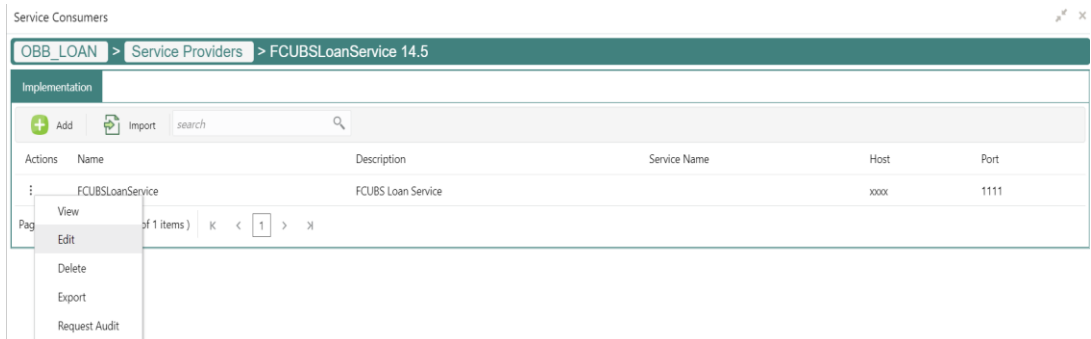 Service Consumers
OBB_LOAN > Service Providers > FCUBSLoanService 14.5
Implementation
Add Import search
Actions Name Description Service Name Host Port
FCUBSLoanService FCUBS Loan Service xxxx 1111
View
Pag of 1 items ) 1
Edit
Delete
Export
Request Audit